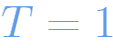 T = 1